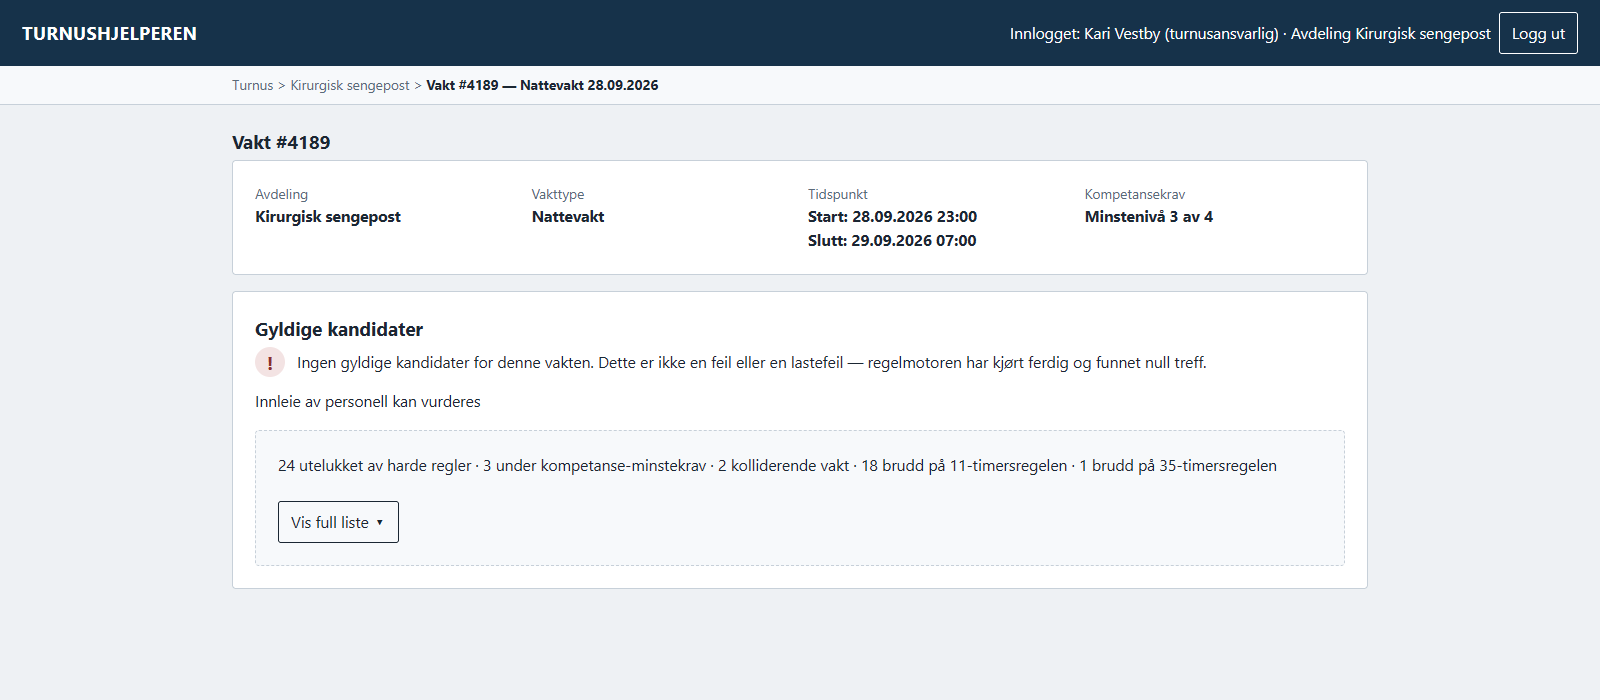 TURNUSHJELPEREN
Innlogget: Kari Vestby (turnusansvarlig) · Avdeling Kirurgisk sengepost
Logg ut
Turnus > Kirurgisk sengepost > Vakt #4189 — Nattevakt 28.09.2026
Vakt #4189
Avdeling
Kirurgisk sengepost
Vakttype
Nattevakt
Tidspunkt
Start: 28.09.2026 23:00
Slutt: 29.09.2026 07:00
Kompetansekrav
Minstenivå 3 av 4
Gyldige kandidater
! Ingen gyldige kandidater for denne vakten. Dette er ikke en feil eller en lastefeil — regelmotoren har kjørt ferdig og funnet null treff.
Innleie av personell kan vurderes
24 utelukket av harde regler · 3 under kompetanse-minstekrav · 2 kolliderende vakt · 18 brudd på 11-timersregelen · 1 brudd på 35-timersregelen
Vis full liste ▾